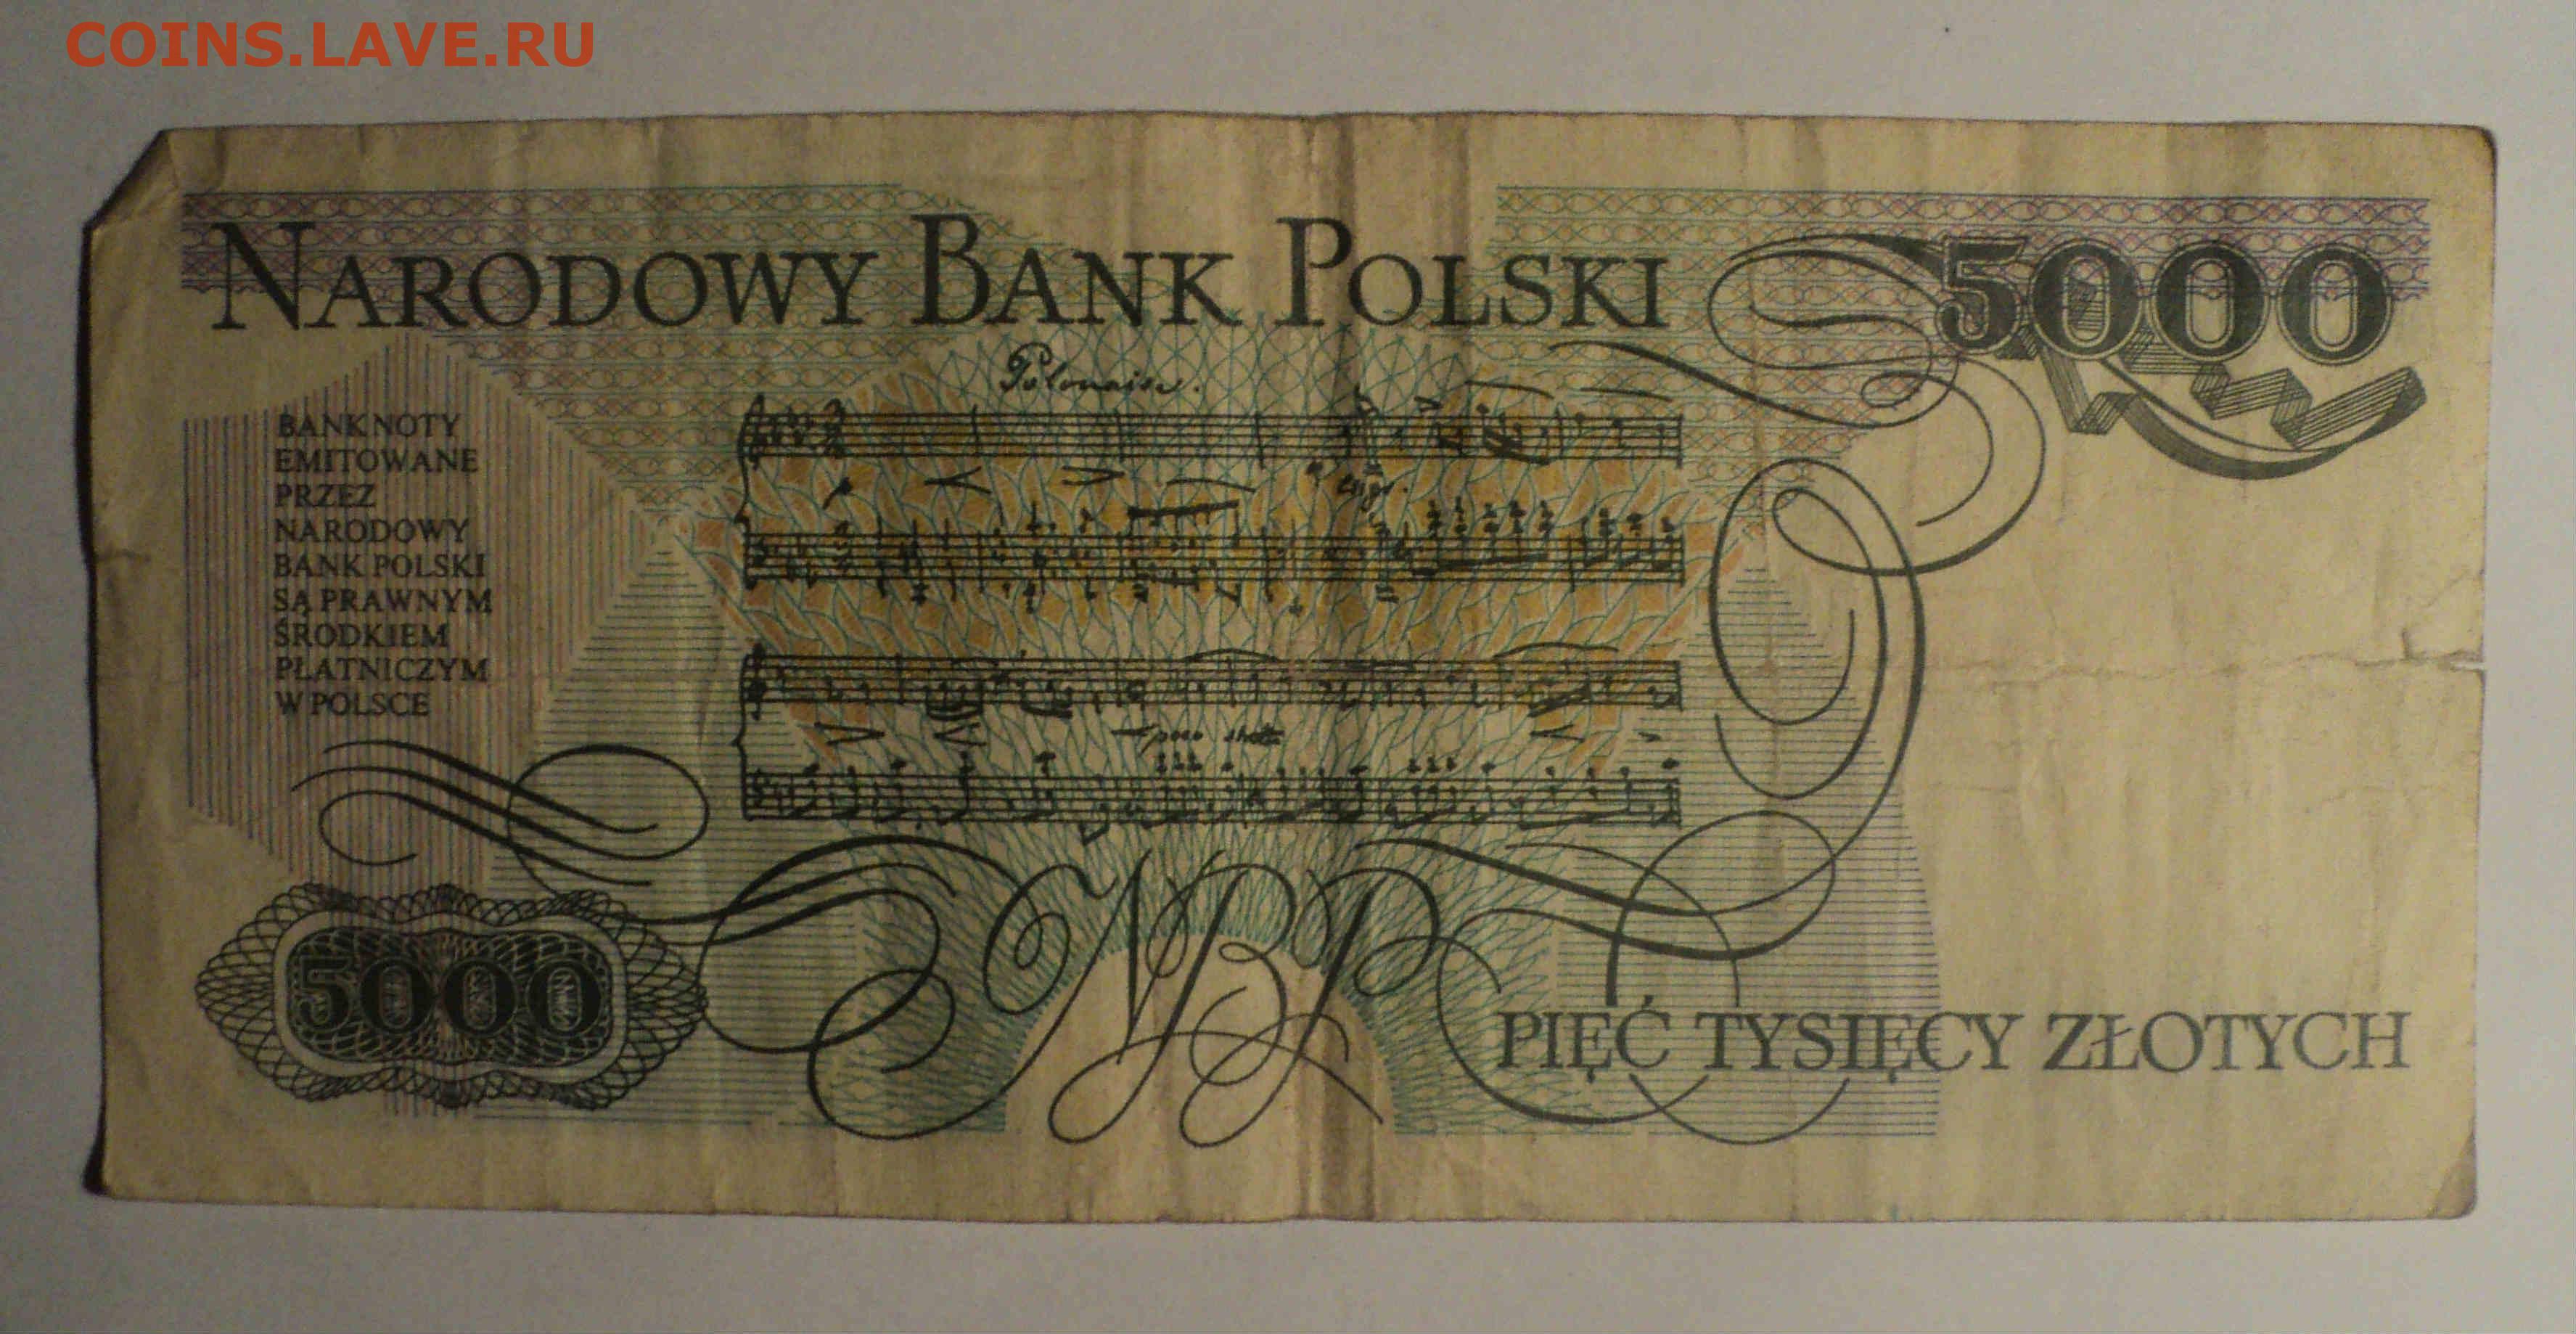 COINS.LAVE.RU
NARODOWY BANK POLSKI
5000
Polonaise.
BANKNOTY
EMITOWANE
PRZEZ
NARODOWY
BANK POLSKI
SĄ PRAWNYM
ŚRODKIEM
PŁATNICZYM
W POLSCE
poco
NBP
5000
PIĘĆ TYSIĘCY ZŁOTYCH